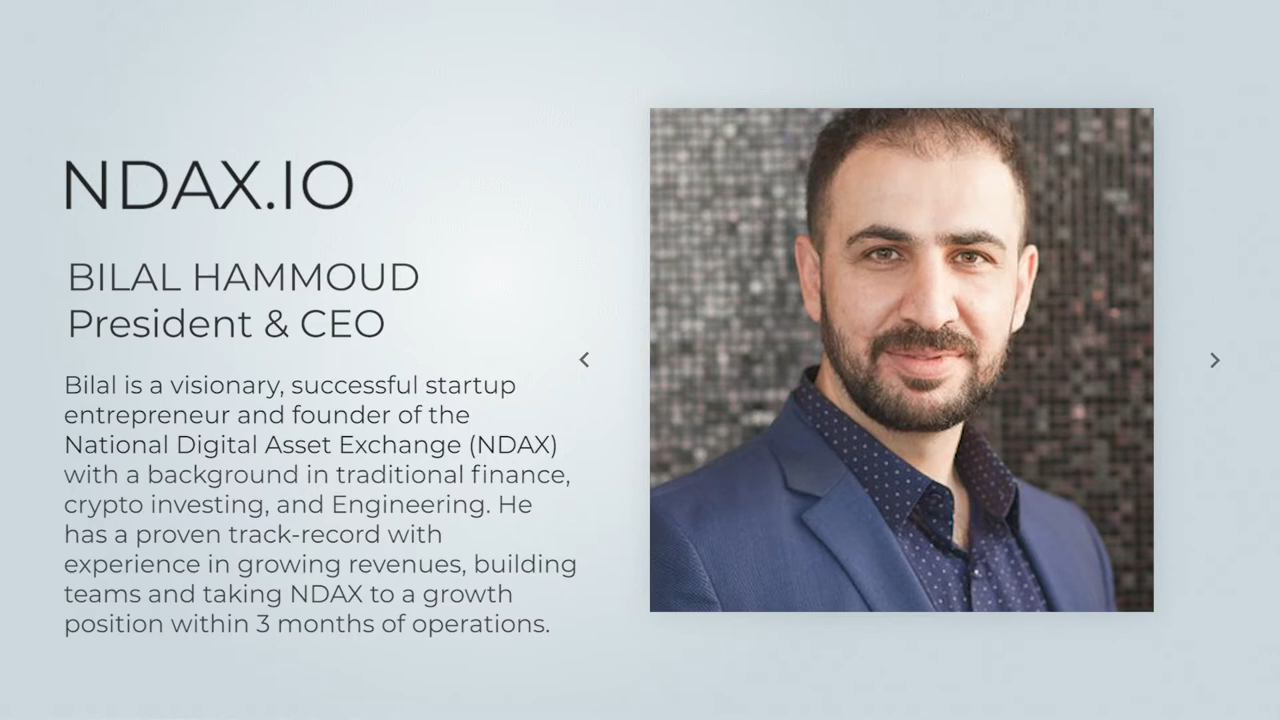 NDAX.IO
BILAL HAMMOUD
President & CEO
Bilal is a visionary, successful startup
entrepreneur and founder of the
National Digital Asset Exchange (NDAX)
with a background in traditional finance,
crypto investing, and Engineering. He
has a proven track-record with
experience in growing revenues, building
teams and taking NDAX to a growth
position within 3 months of operations.